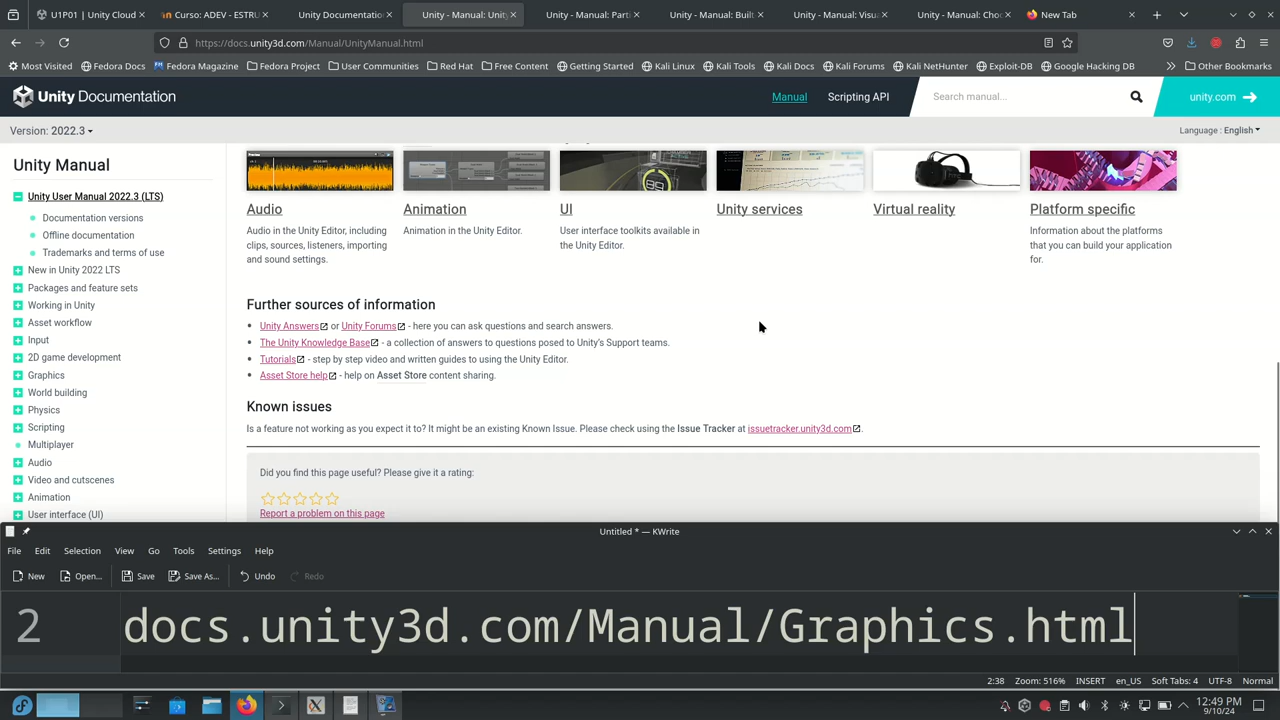 U1P01 | Unity Cloud
Curso: ADEV - ESTRU
Unity Documentation
Unity - Manual: Unity
Unity - Manual: Parti
Unity - Manual: Built
Unity - Manual: Visua
Unity - Manual: Choo
New Tab
https://docs.unity3d.com/Manual/UnityManual.html
Most Visited
Fedora Docs
Fedora Magazine
Fedora Project
User Communities
Red Hat
Free Content
Getting Started
Kali Linux
Kali Tools
Kali Docs
Kali Forums
Kali NetHunter
Exploit-DB
Google Hacking DB
Other Bookmarks
Unity Documentation
Manual
Scripting API
Search manual...
unity.com
Version: 2022.3
Language : English
Unity Manual
Unity User Manual 2022.3 (LTS)
Documentation versions
Offline documentation
Trademarks and terms of use
New in Unity 2022 LTS
Packages and feature sets
Working in Unity
Asset workflow
Input
2D game development
Graphics
World building
Physics
Scripting
Multiplayer
Audio
Video and cutscenes
Animation
User interface (UI)
Audio
Audio in the Unity Editor, including
clips, sources, listeners, importing
and sound settings.
Animation
Animation in the Unity Editor.
UI
User interface toolkits available in
the Unity Editor.
Unity services
Virtual reality
Platform specific
Information about the platforms
that you can build your application
for.
Further sources of information
Unity Answers or Unity Forums - here you can ask questions and search answers.
The Unity Knowledge Base - a collection of answers to questions posed to Unity's Support teams.
Tutorials - step by step video and written guides to using the Unity Editor.
Asset Store help - help on Asset Store content sharing.
Known issues
Is a feature not working as you expect it to? It might be an existing Known Issue. Please check using the Issue Tracker at issuetracker.unity3d.com.
Did you find this page useful? Please give it a rating:
Report a problem on this page
Untitled * — KWrite
File Edit Selection View Go Tools Settings Help
New Open... Save Save As... Undo Redo
2 docs.unity3d.com/Manual/Graphics.html
2:38 Zoom: 516% INSERT en_US Soft Tabs: 4 UTF-8 Normal
12:49 PM
9/10/24